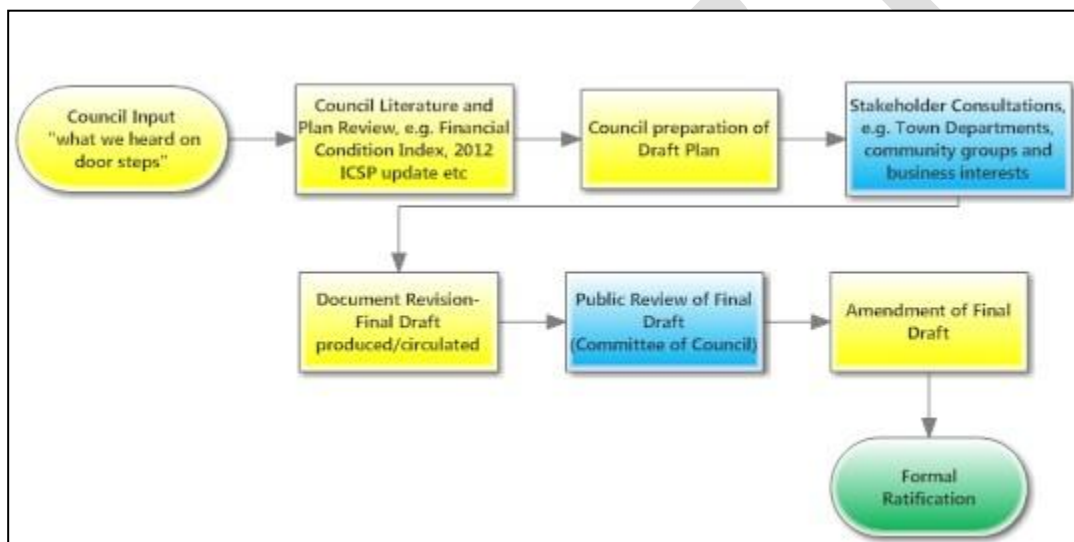 Council Input
"what we heard on
door steps"
Council Literature and
Plan Review, e.g. Financial
Condition Index, 2012
ICSP update etc
Council preparation of
Draft Plan
Stakeholder Consultations,
e.g. Town Departments,
community groups and
business interests
Document Revision-
Final Draft
produced/circulated
Public Review of Final
Draft
(Committee of Council)
Amendment of Final
Draft
Formal
Ratification